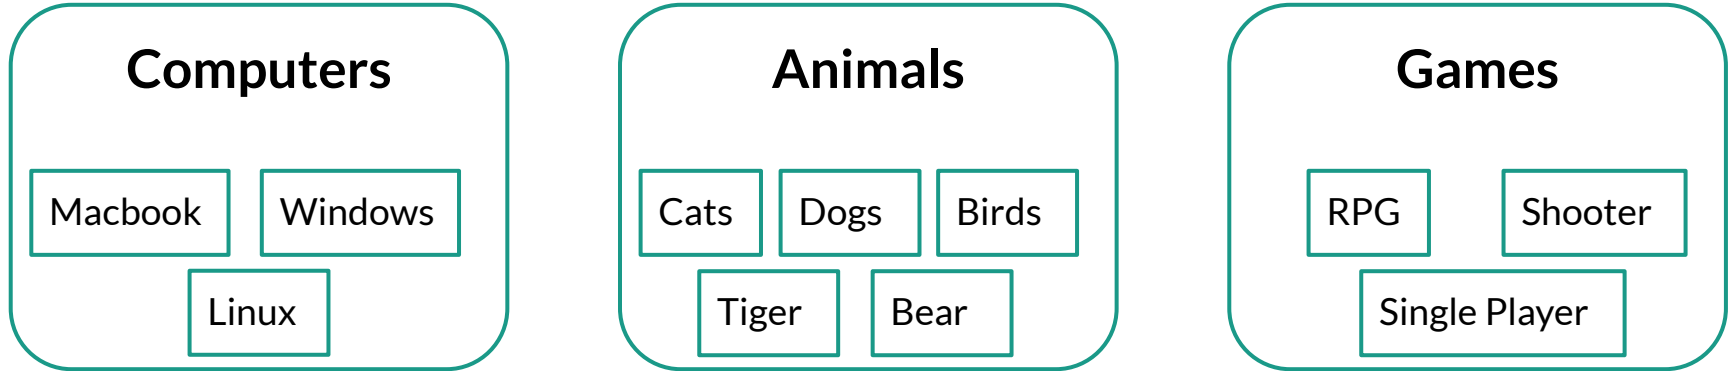 Computers
Macbook
Windows
Linux
Animals
Cats
Dogs
Birds
Tiger
Bear
Games
RPG
Shooter
Single Player